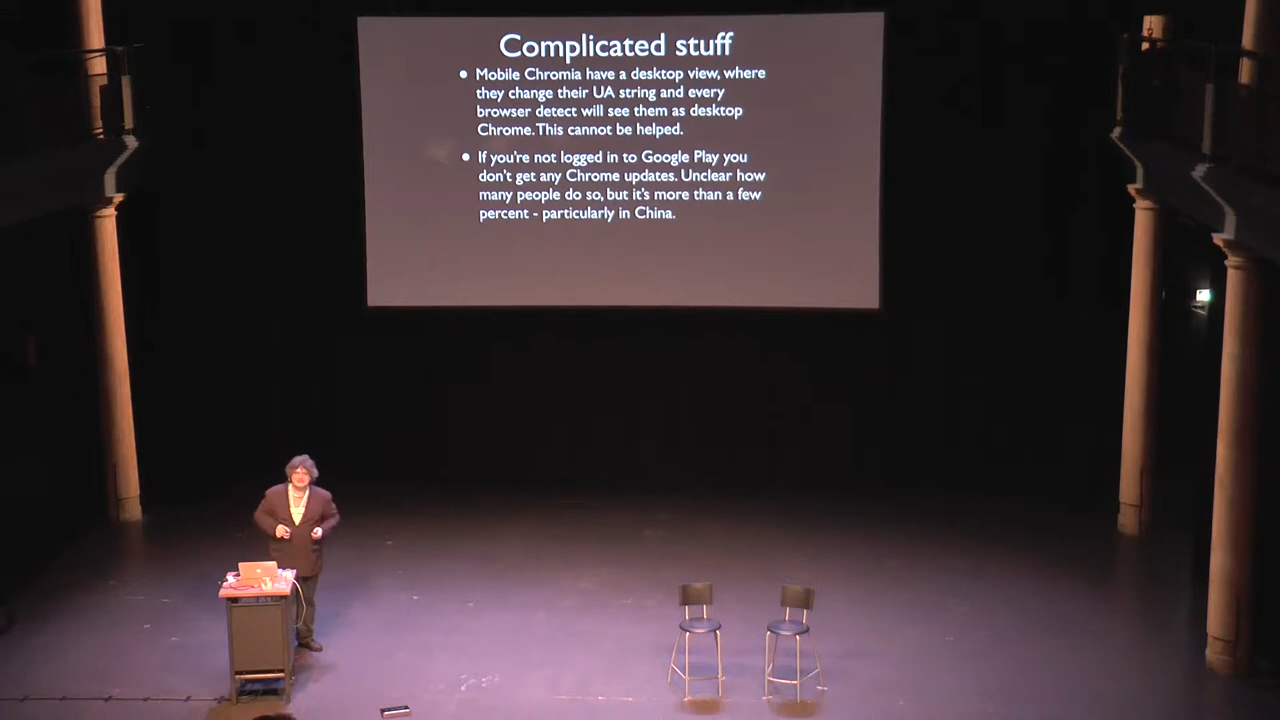 Complicated stuff
• Mobile Chromia have a desktop view, where
they change their UA string and every
browser detect will see them as desktop
Chrome. This cannot be helped.
• If you're not logged in to Google Play you
don't get any Chrome updates. Unclear how
many people do so, but it's more than a few
percent - particularly in China.